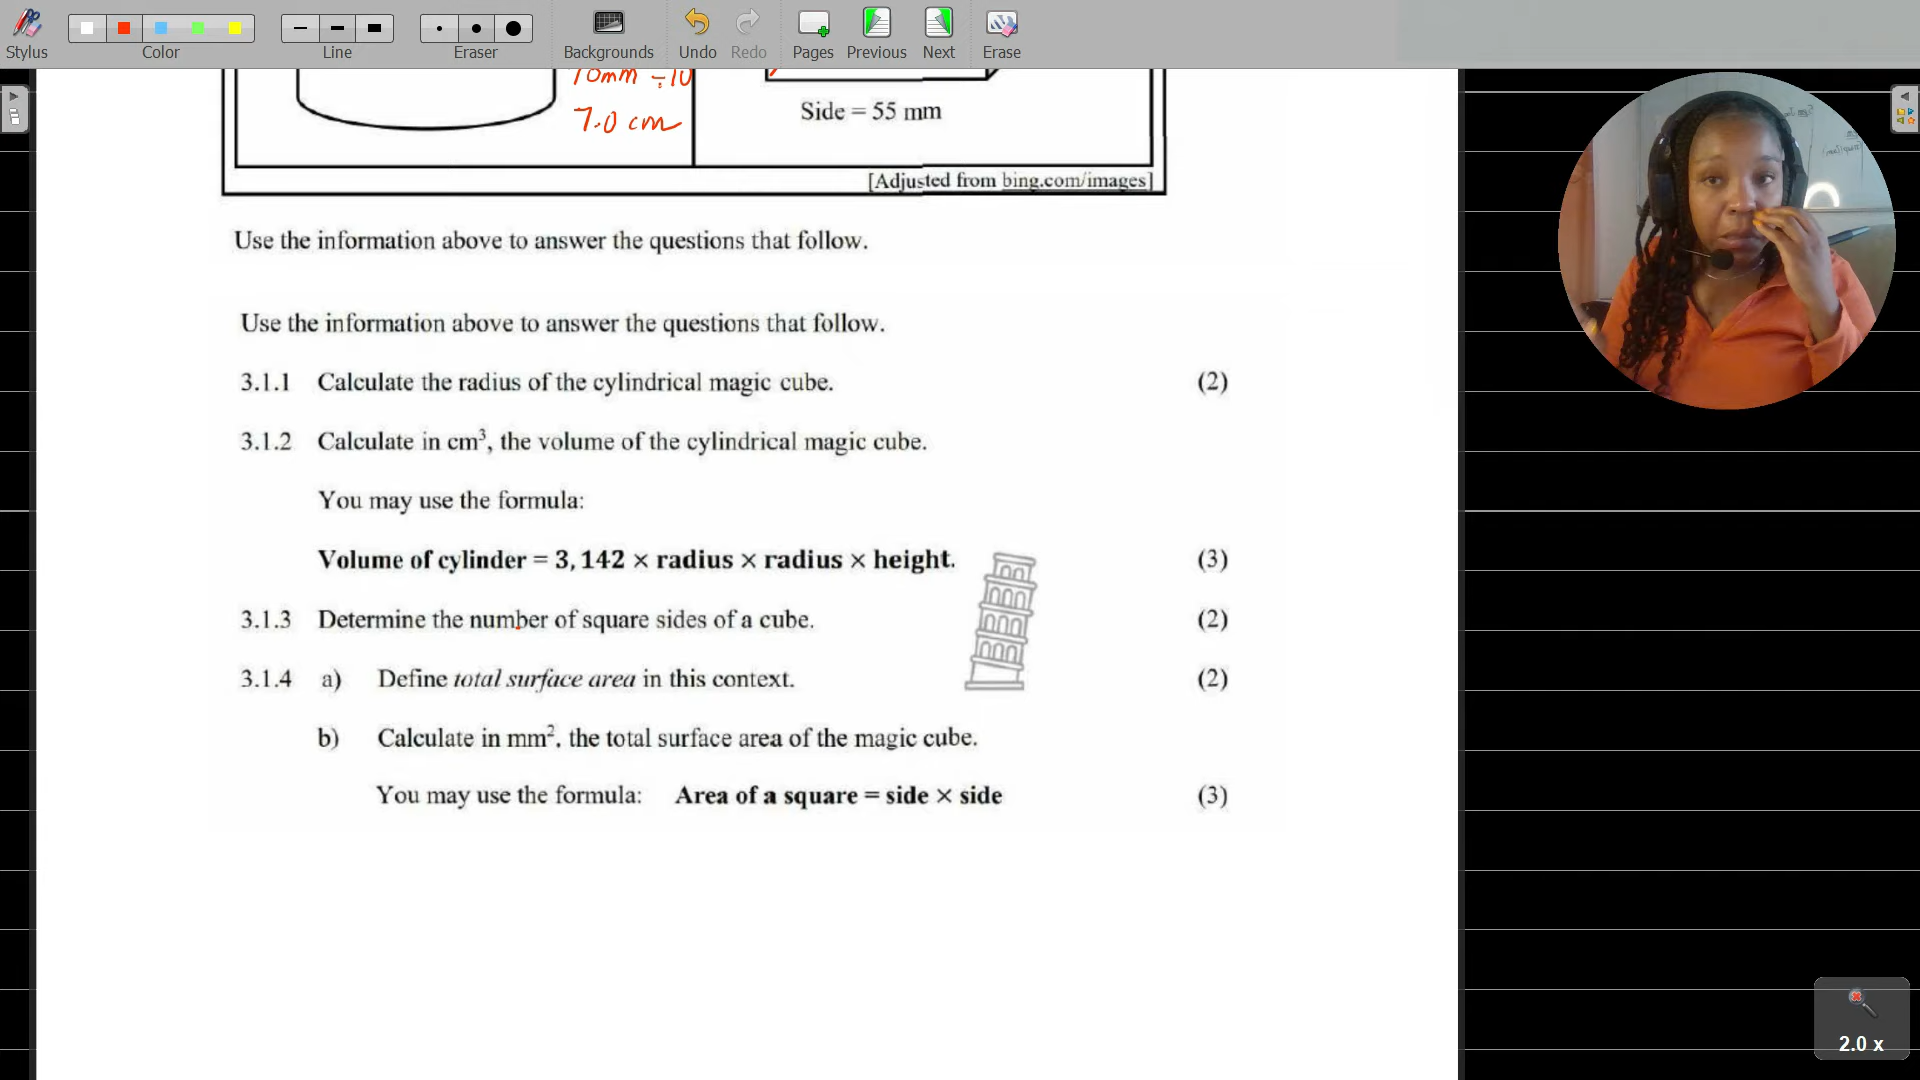 Stylus
Color
Line
Eraser
Backgrounds
Undo
Redo
Pages
Previous
Next
Erase
70mm ÷10
7.0 cm
Side = 55 mm
[Adjusted from bing.com/images]
Use the information above to answer the questions that follow.
Use the information above to answer the questions that follow.
3.1.1 Calculate the radius of the cylindrical magic cube. (2)
3.1.2 Calculate in cm³, the volume of the cylindrical magic cube.
You may use the formula:
Volume of cylinder = 3,142 × radius × radius × height. (3)
3.1.3 Determine the number of square sides of a cube. (2)
3.1.4 a) Define total surface area in this context. (2)
b) Calculate in mm², the total surface area of the magic cube.
You may use the formula: Area of a square = side × side (3)
2.0 x